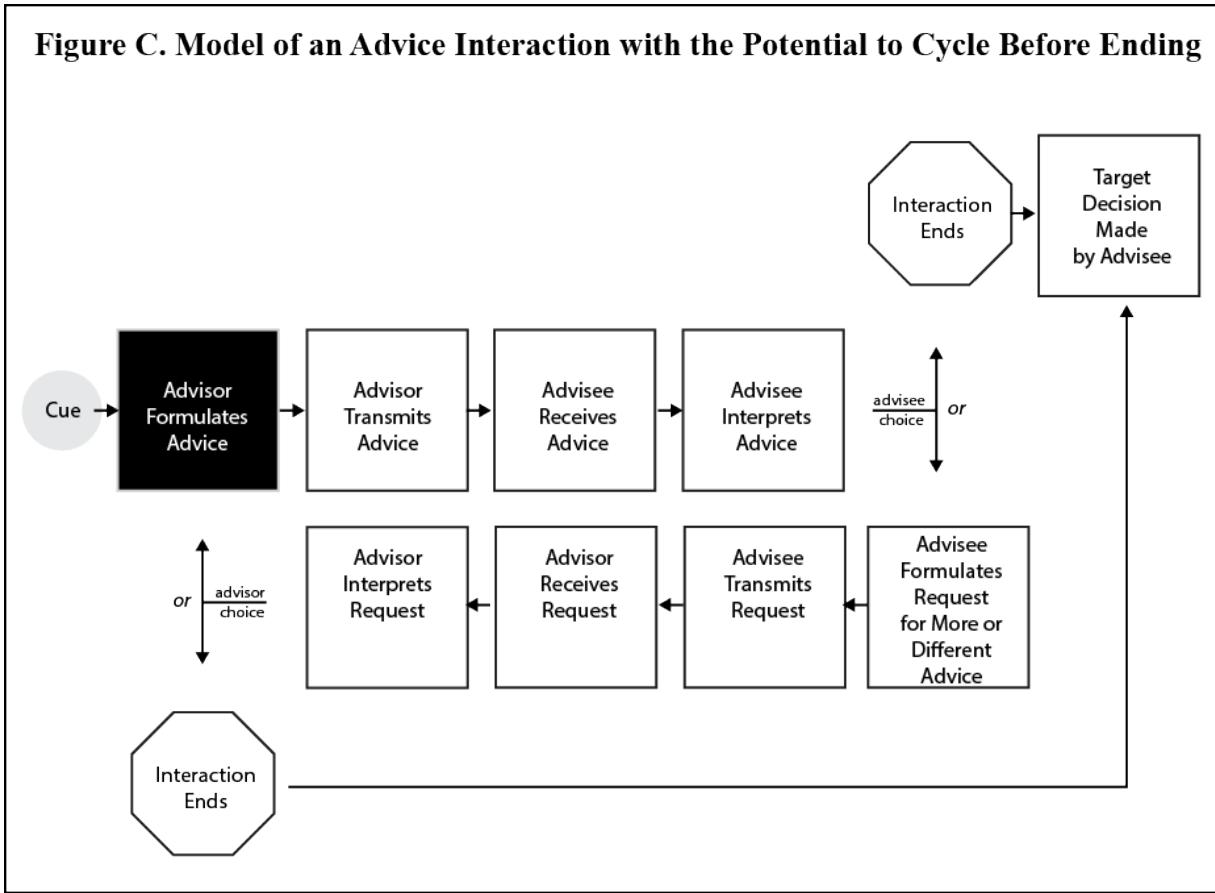 Figure C. Model of an Advice Interaction with the Potential to Cycle Before Ending
Interaction
Ends
Target
Decision
Made
by Advisee
Cue
Advisor
Formulates
Advice
Advisor
Transmits
Advice
Advisee
Receives
Advice
Advisee
Interprets
Advice
advisee
choice
or
or
advisor
choice
Advisor
Interprets
Request
Advisor
Receives
Request
Advisee
Transmits
Request
Advisee
Formulates
Request
for More or
Different
Advice
Interaction
Ends